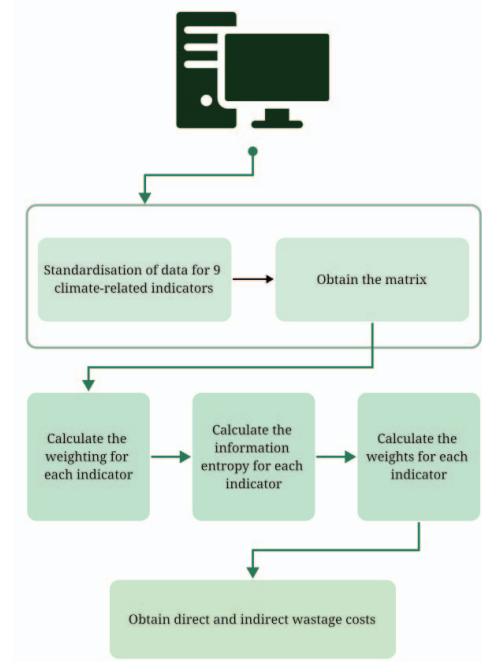 Standardisation of data for 9
climate-related indicators
Obtain the matrix
Calculate the
weighting for
each indicator
Calculate the
information
entropy for each
indicator
Calculate the
weights for each
indicator
Obtain direct and indirect wastage costs